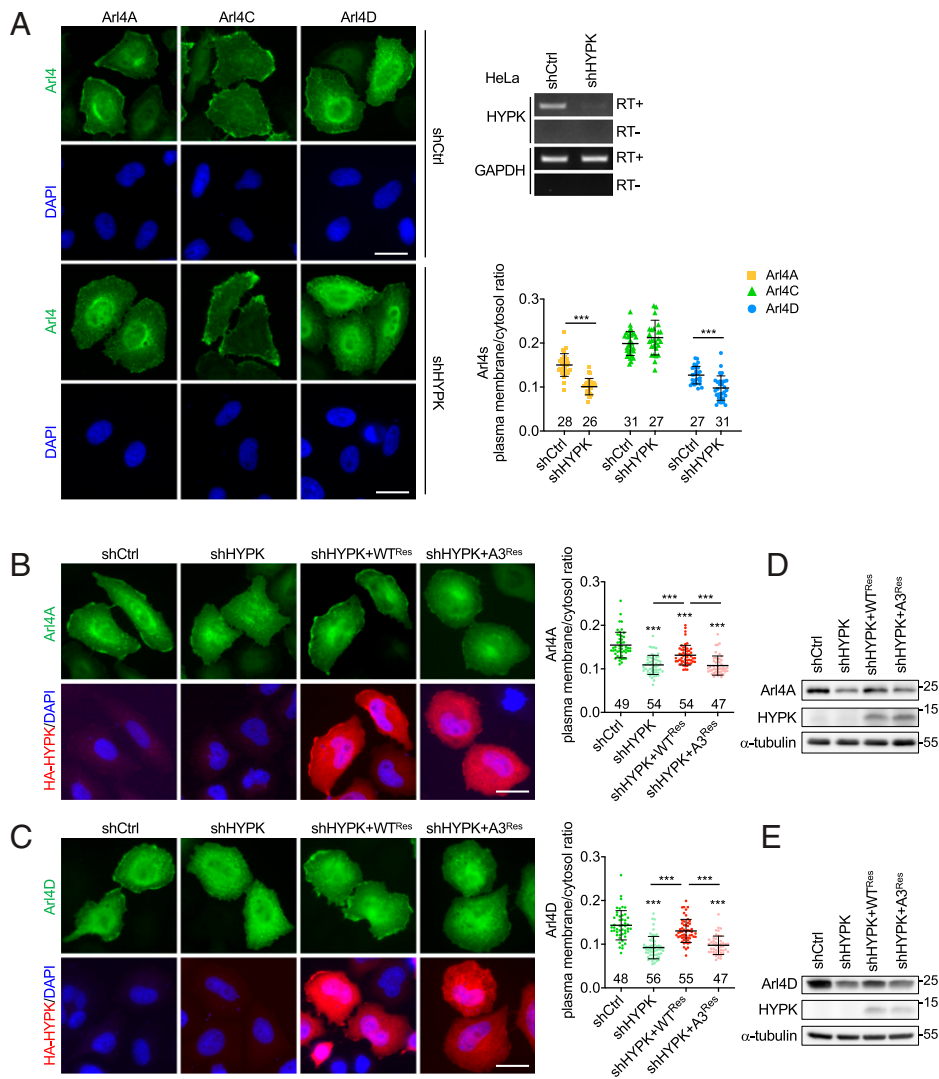 A
Arl4A
Arl4C
Arl4D
Arl4
DAPI
shCtrl
Arl4
DAPI
shHYPK
HeLa
shCtrl
shHYPK
HYPK
RT+
RT-
GAPDH
RT+
RT-
Arl4A
Arl4C
Arl4D
Arl4s
plasma membrane/cytosol ratio
0.3
0.2
0.1
0.0
***
***
28
26
31
27
27
31
shCtrl
shHYPK
shCtrl
shHYPK
shCtrl
shHYPK
B
shCtrl
shHYPK
shHYPK+WTRes
shHYPK+A3Res
Arl4A
HA-HYPK/DAPI
Arl4A
plasma membrane/cytosol ratio
0.3
0.2
0.1
0.0
***
***
***
***
***
49
54
54
47
shCtrl
shHYPK
shHYPK+WTRes
shHYPK+A3Res
D
shCtrl
shHYPK
shHYPK+WTRes
shHYPK+A3Res
Arl4A
25
HYPK
15
α-tubulin
55
C
shCtrl
shHYPK
shHYPK+WTRes
shHYPK+A3Res
Arl4D
HA-HYPK/DAPI
Arl4D
plasma membrane/cytosol ratio
0.3
0.2
0.1
0.0
***
***
***
***
48
56
55
47
shCtrl
shHYPK
shHYPK+WTRes
shHYPK+A3Res
E
shCtrl
shHYPK
shHYPK+WTRes
shHYPK+A3Res
Arl4D
25
HYPK
15
α-tubulin
55